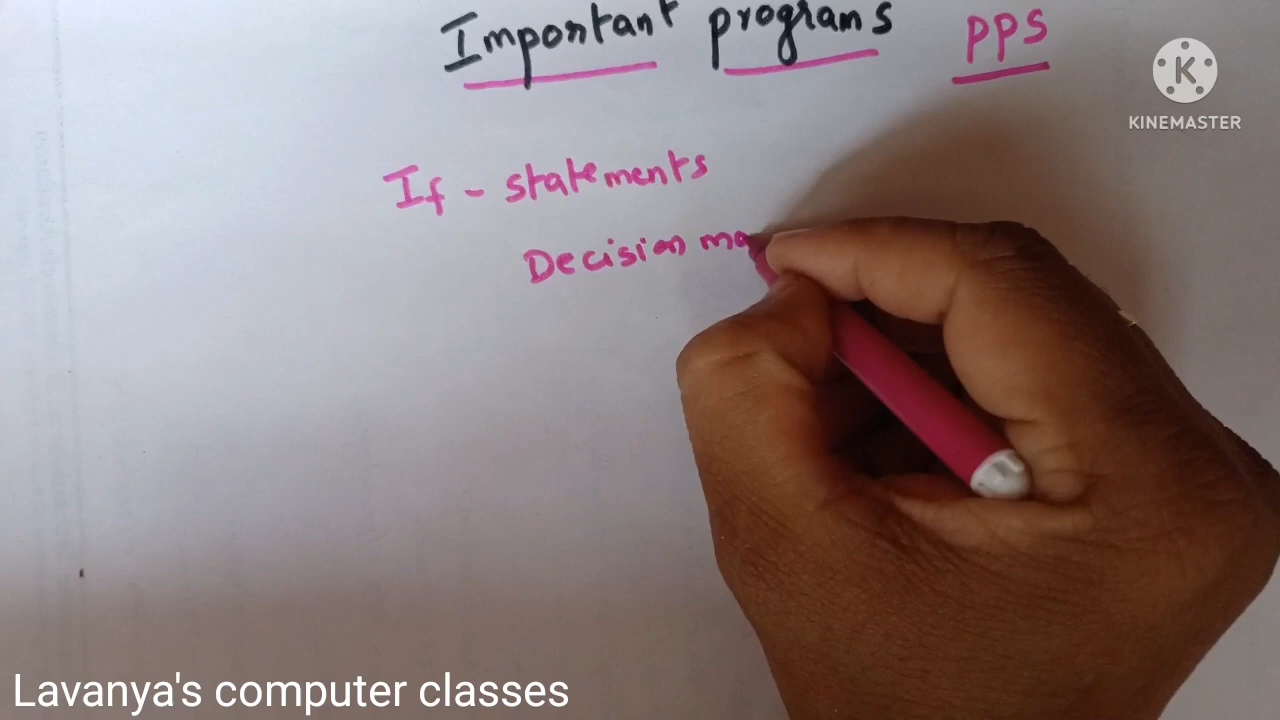 Important programs PPS
KINEMASTER
If - statements
Decision ma
Lavanya's computer classes